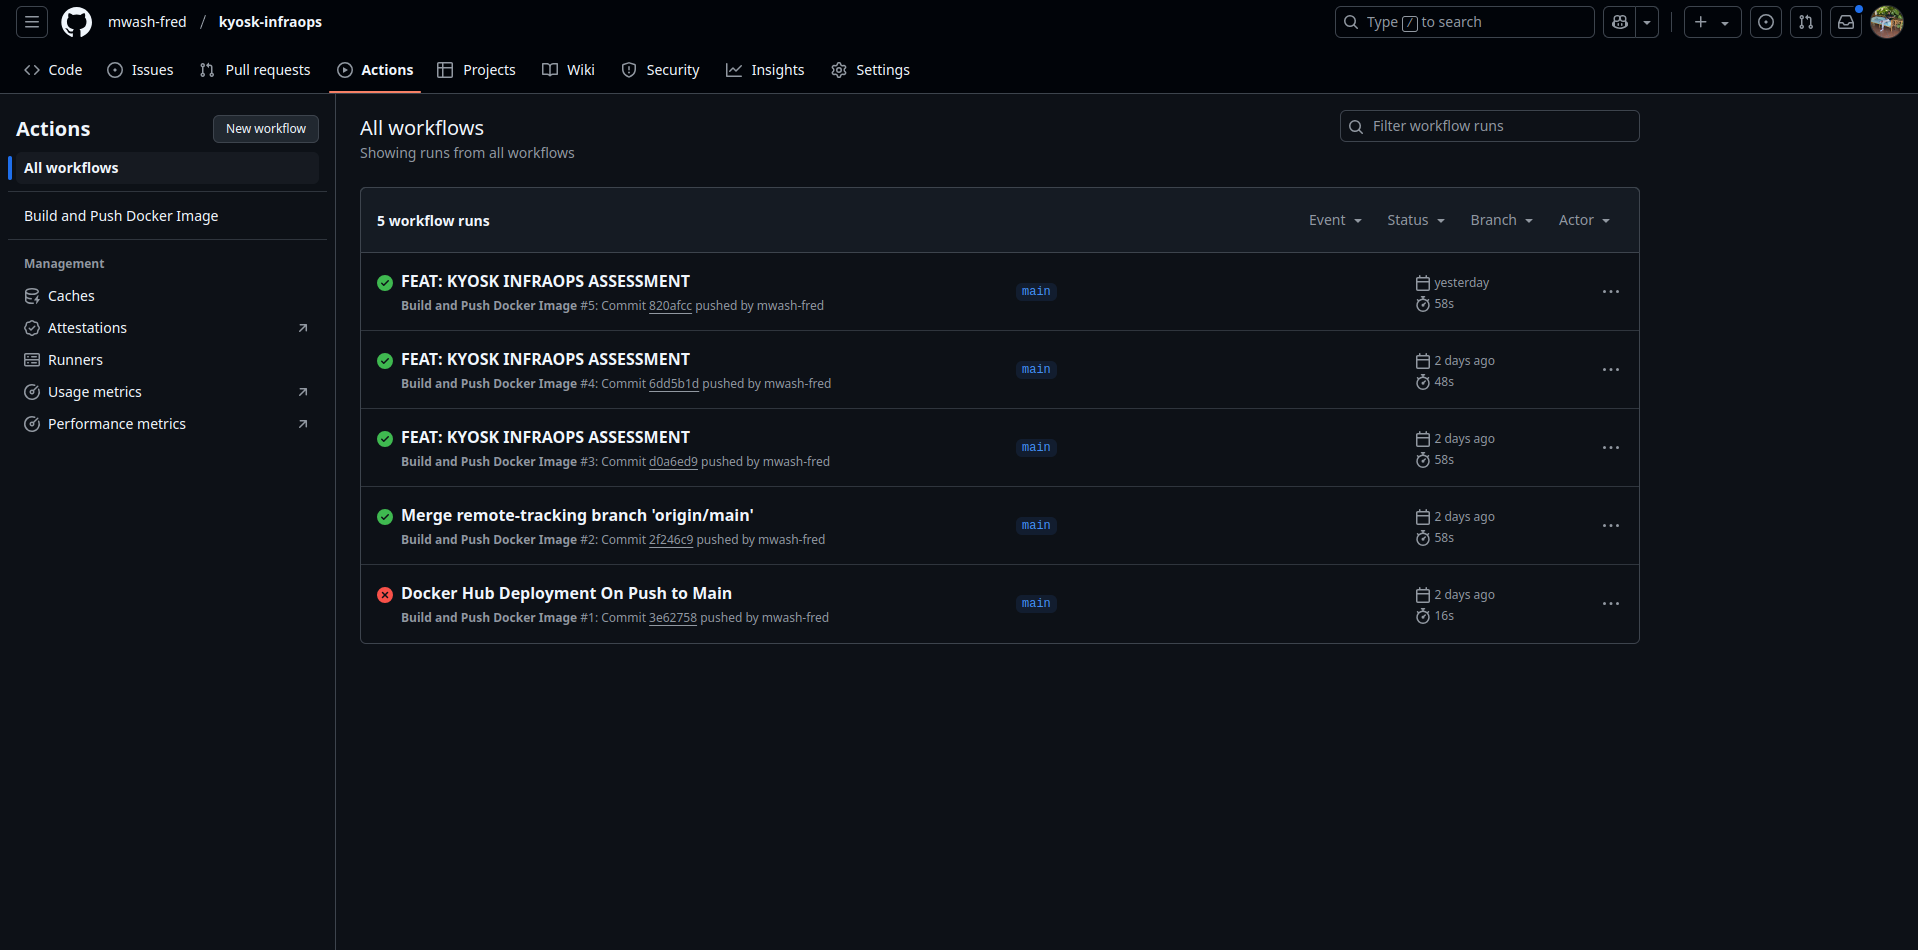 mwash-fred / kyosk-infraops
Type / to search
Code
Issues
Pull requests
Actions
Projects
Wiki
Security
Insights
Settings
Actions
New workflow
All workflows
Build and Push Docker Image
Management
Caches
Attestations
Runners
Usage metrics
Performance metrics
All workflows
Showing runs from all workflows
Filter workflow runs
5 workflow runs
Event
Status
Branch
Actor
FEAT: KYOSK INFRAOPS ASSESSMENT
Build and Push Docker Image #5: Commit 820afcc pushed by mwash-fred
main
yesterday
58s
FEAT: KYOSK INFRAOPS ASSESSMENT
Build and Push Docker Image #4: Commit 6dd5b1d pushed by mwash-fred
main
2 days ago
48s
FEAT: KYOSK INFRAOPS ASSESSMENT
Build and Push Docker Image #3: Commit d0a6ed9 pushed by mwash-fred
main
2 days ago
58s
Merge remote-tracking branch 'origin/main'
Build and Push Docker Image #2: Commit 2f246c9 pushed by mwash-fred
main
2 days ago
58s
Docker Hub Deployment On Push to Main
Build and Push Docker Image #1: Commit 3e62758 pushed by mwash-fred
main
2 days ago
16s